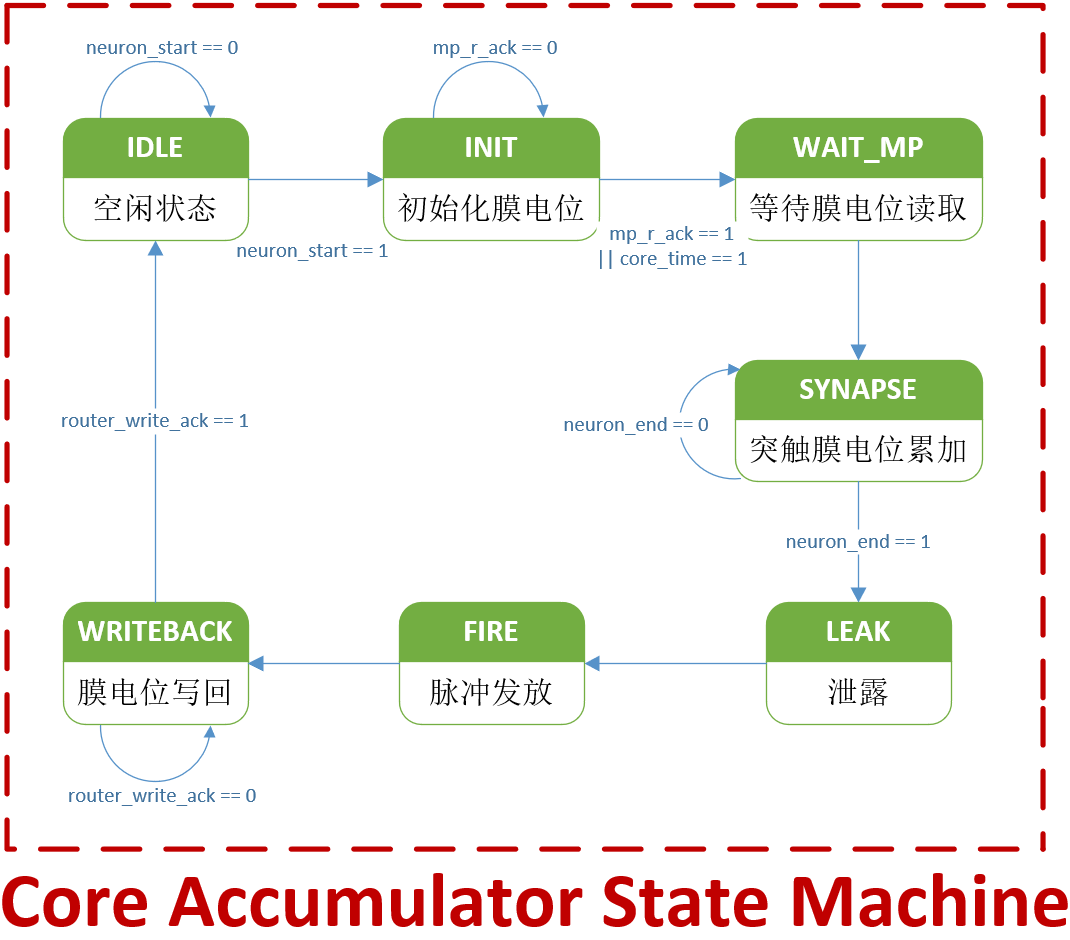 neuron_start == 0
mp_r_ack == 0
IDLE
空闲状态
INIT
初始化膜电位
WAIT_MP
等待膜电位读取
neuron_start == 1
mp_r_ack == 1
|| core_time == 1
SYNAPSE
突触膜电位累加
neuron_end == 0
router_write_ack == 1
neuron_end == 1
WRITEBACK
膜电位写回
FIRE
脉冲发放
LEAK
泄露
router_write_ack == 0
Core Accumulator State Machine